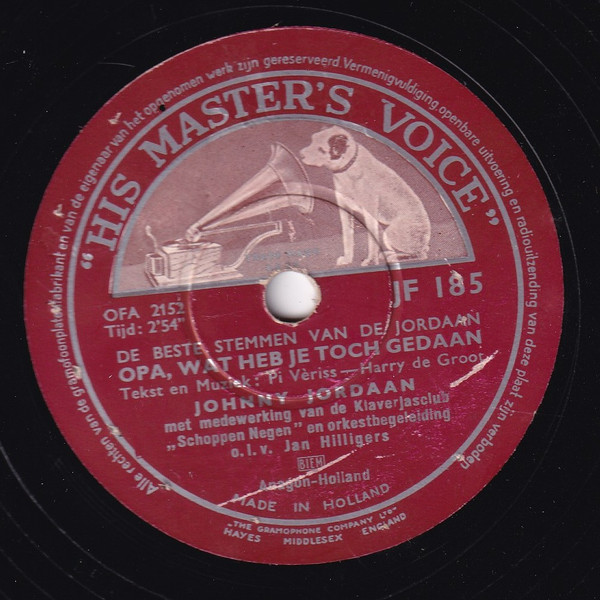 Alle rechten van de grammofoonplatenfabrikant en van de eigenaar van het opgenomen werk zijn gereserveerd. Vermenigvuldiging, openbare uitvoering en radiouitzending van deze plaat zijn verboden
"HIS MASTER'S VOICE"
OFA 2152
Tijd: 2'54"
JF 185
DE BESTE STEMMEN VAN DE JORDAAN
OPA, WAT HEB JE TOCH GEDAAN
Tekst en Muziek: Pi Vèriss — Harry de Groot
JOHNNY JORDAAN
met medewerking van de Klaverjasclub
„Schoppen Negen" en orkestbegeleiding
o.l.v. Jan Hilligers
BIEM
Anagon-Holland
MADE IN HOLLAND
"THE GRAMOPHONE COMPANY LTD"
HAYES MIDDLESEX ENGLAND